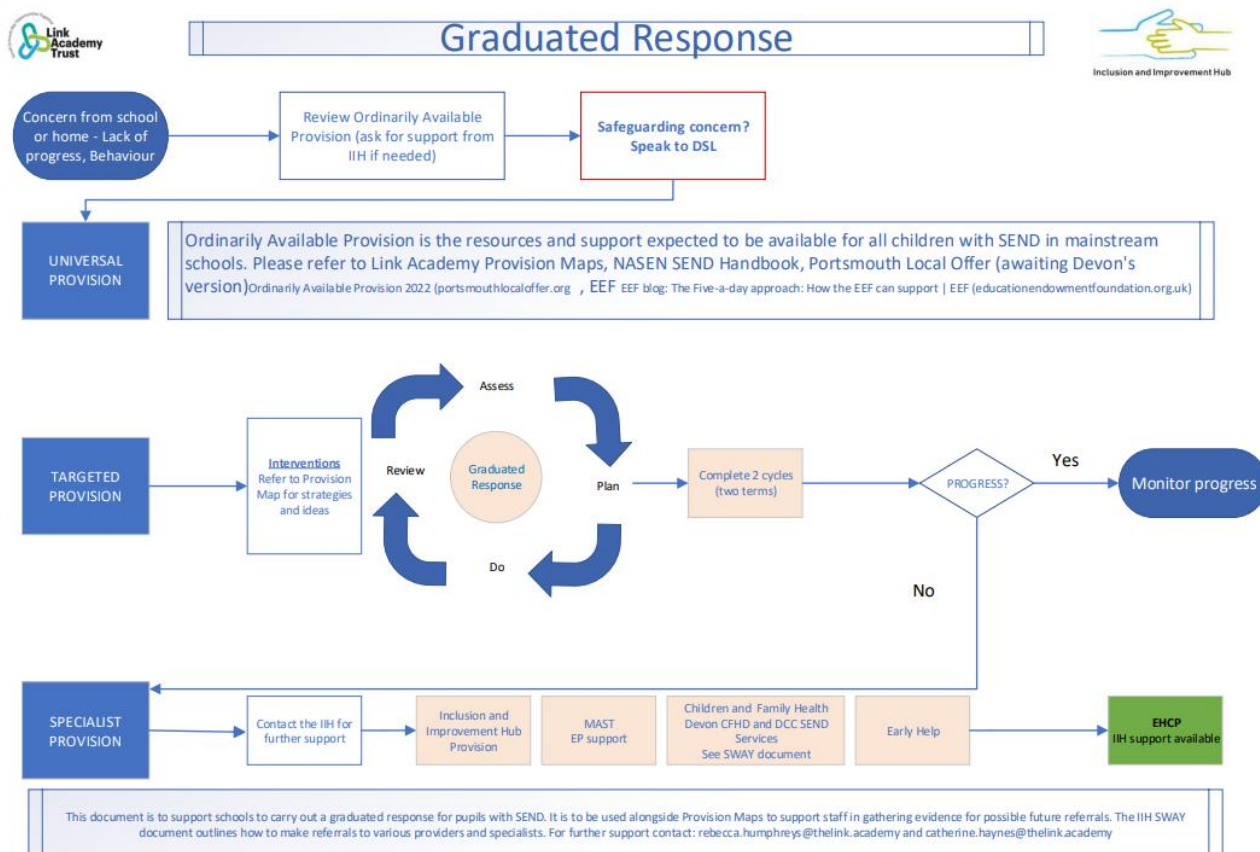 Link
Academy
Trust
Graduated Response
Inclusion and Improvement Hub
Concern from school
or home - Lack of
progress, Behaviour
Review Ordinarily Available
Provision (ask for support from
IIH if needed)
Safeguarding concern?
Speak to DSL
UNIVERSAL
PROVISION
Ordinarily Available Provision is the resources and support expected to be available for all children with SEND in mainstream
schools. Please refer to Link Academy Provision Maps, NASEN SEND Handbook, Portsmouth Local Offer (awaiting Devon's
version)Ordinarily Available Provision 2022 (portsmouthlocaloffer.org , EEF EEF blog: The Five-a-day approach: How the EEF can support | EEF (educationendowmentfoundation.org.uk)
TARGETED
PROVISION
Interventions
Refer to Provision
Map for strategies
and ideas
Assess
Review
Graduated
Response
Plan
Do
Complete 2 cycles
(two terms)
PROGRESS?
Yes
Monitor progress
No
SPECIALIST
PROVISION
Contact the IIH for
further support
Inclusion and
Improvement Hub
Provision
MAST
EP support
Children and Family Health
Devon CFHD and DCC SEND
Services
See SWAY document
Early Help
EHCP
IIH support available
This document is to support schools to carry out a graduated response for pupils with SEND. It is to be used alongside Provision Maps to support staff in gathering evidence for possible future referrals. The IIH SWAY
document outlines how to make referrals to various providers and specialists. For further support contact: rebecca.humphreys@thelink.academy and catherine.haynes@thelink.academy